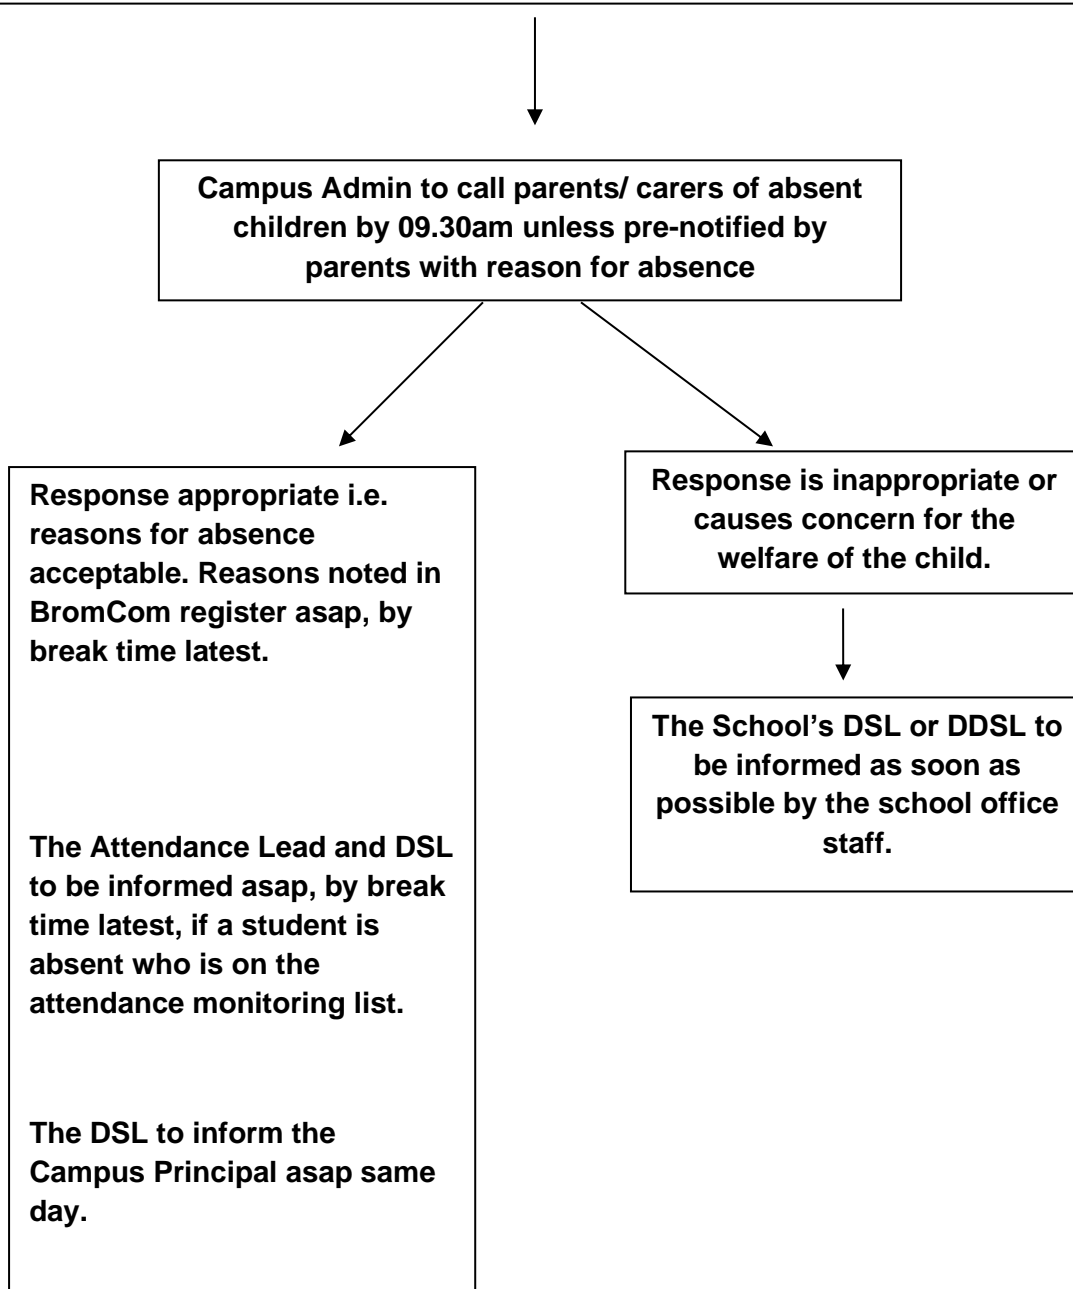 Campus Admin to call parents/ carers of absent
children by 09.30am unless pre-notified by
parents with reason for absence
Response appropriate i.e.
reasons for absence
acceptable. Reasons noted in
BromCom register asap, by
break time latest.
The Attendance Lead and DSL
to be informed asap, by break
time latest, if a student is
absent who is on the
attendance monitoring list.
The DSL to inform the
Campus Principal asap same
day.
Response is inappropriate or
causes concern for the
welfare of the child.
The School’s DSL or DDSL to
be informed as soon as
possible by the school office
staff.